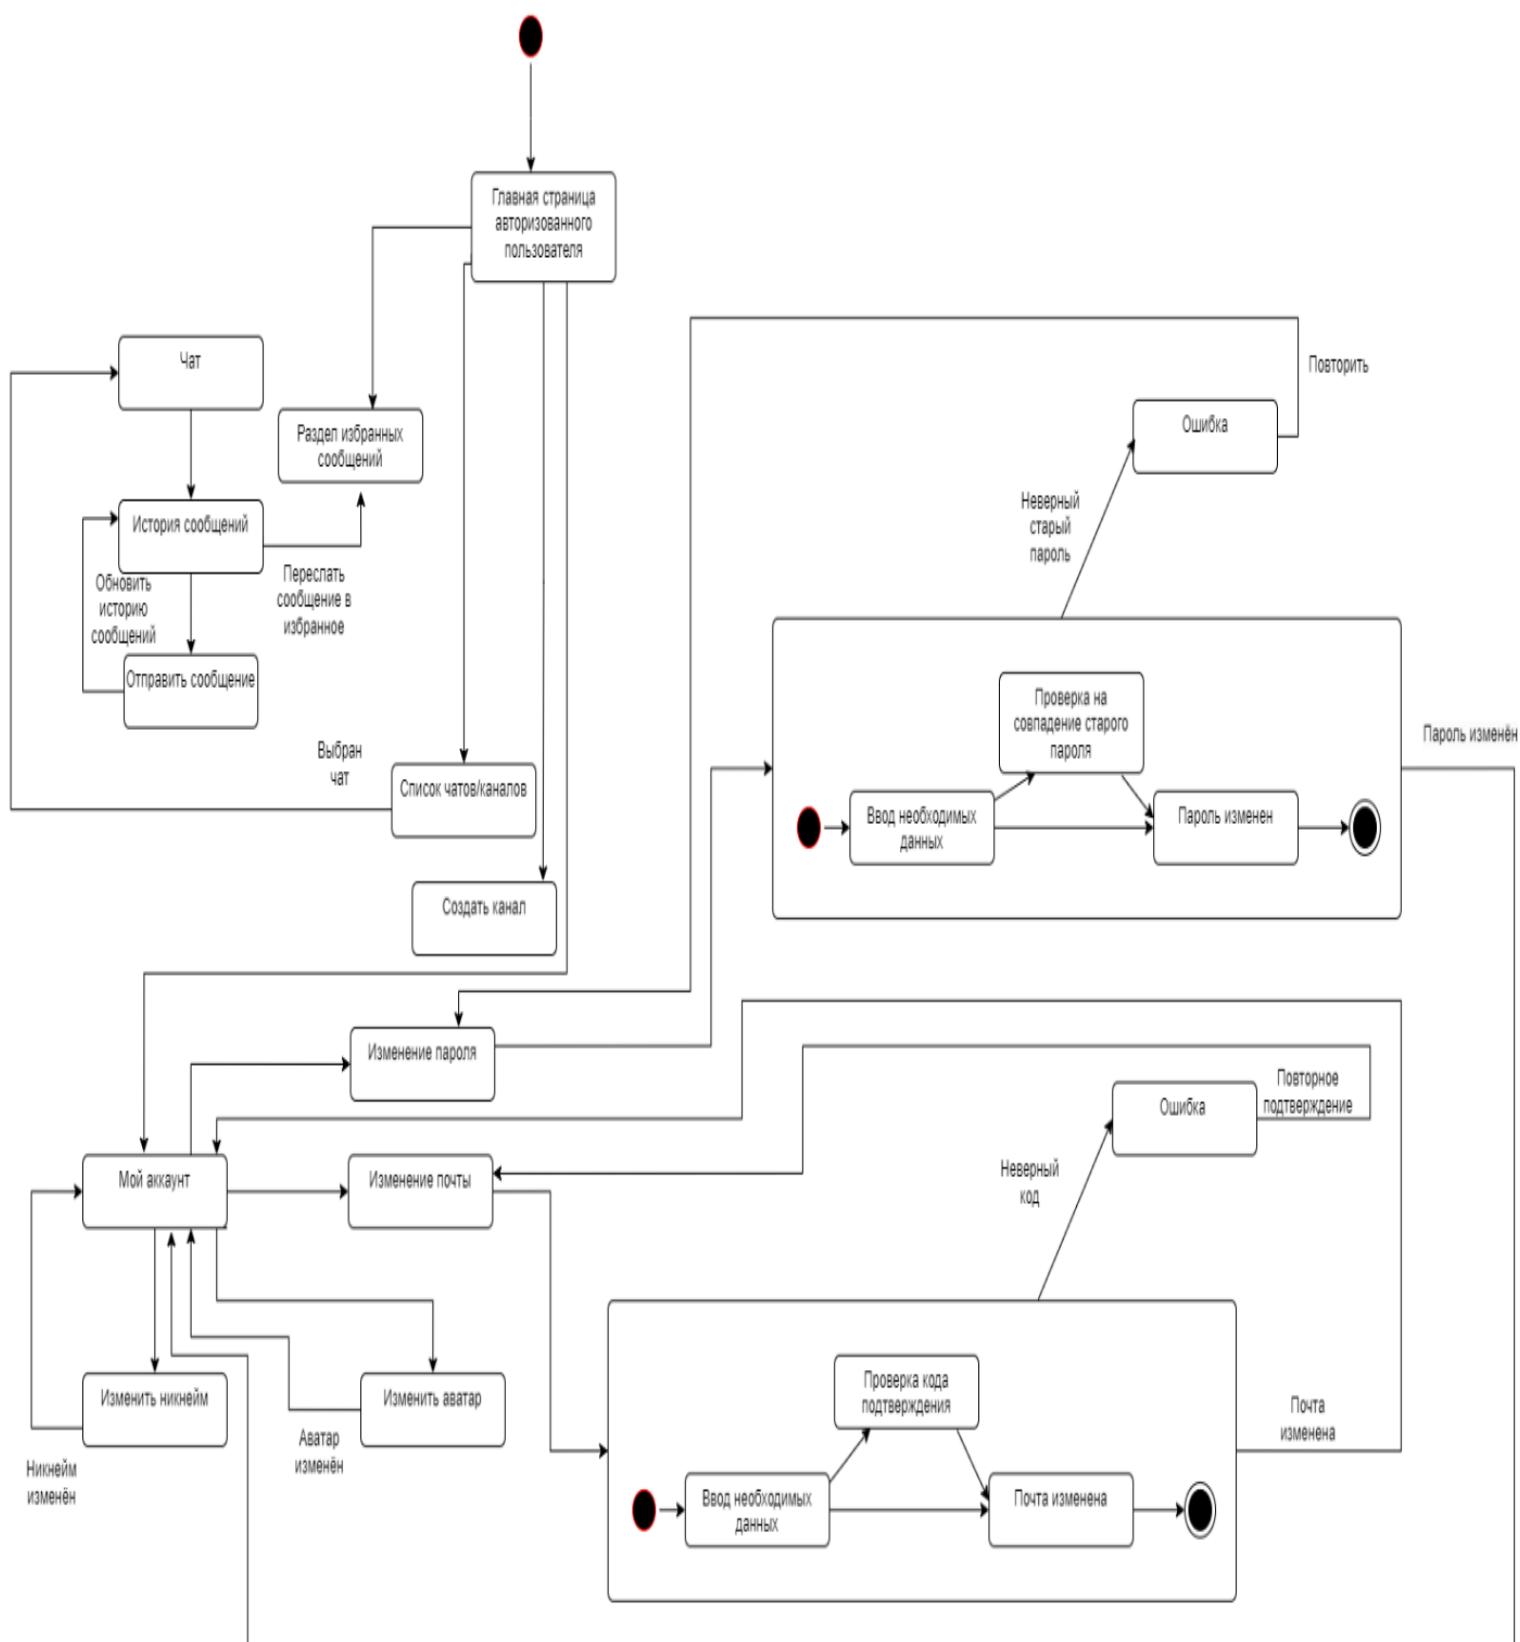 Главная страница
авторизованного
пользователя
Чат
Повторить
Ошибка
Раздел избранных
сообщений
История сообщений
Неверный
старый
пароль
Обновить
историю
сообщений
Переслать
сообщение в
избранное
Отправить сообщение
Проверка на
совпадение старого
пароля
Пароль изменён
Выбран
чат
Список чатов/каналов
Ввод необходимых
данных
Пароль изменен
Создать канал
Изменение пароля
Повторное
подтверждение
Ошибка
Мой аккаунт
Изменение почты
Неверный
код
Проверка кода
подтверждения
Изменить никнейм
Изменить аватар
Почта
изменена
Аватар
изменён
Никнейм
изменён
Ввод необходимых
данных
Почта изменена